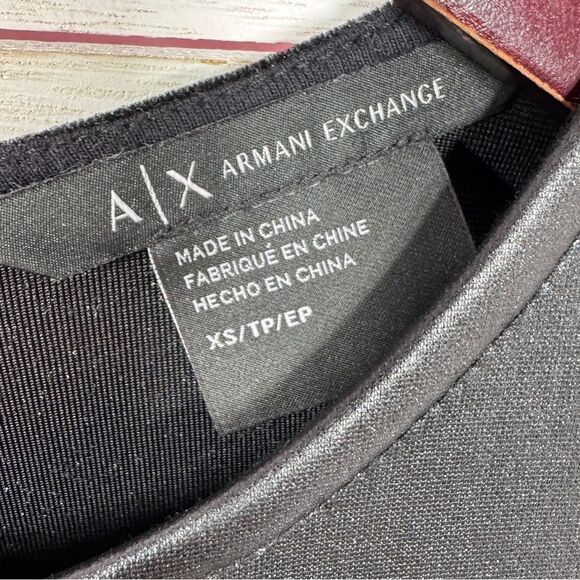 A|X ARMANI EXCHANGE
MADE IN CHINA
FABRIQUÉ EN CHINE
HECHO EN CHINA
XS/TP/EP